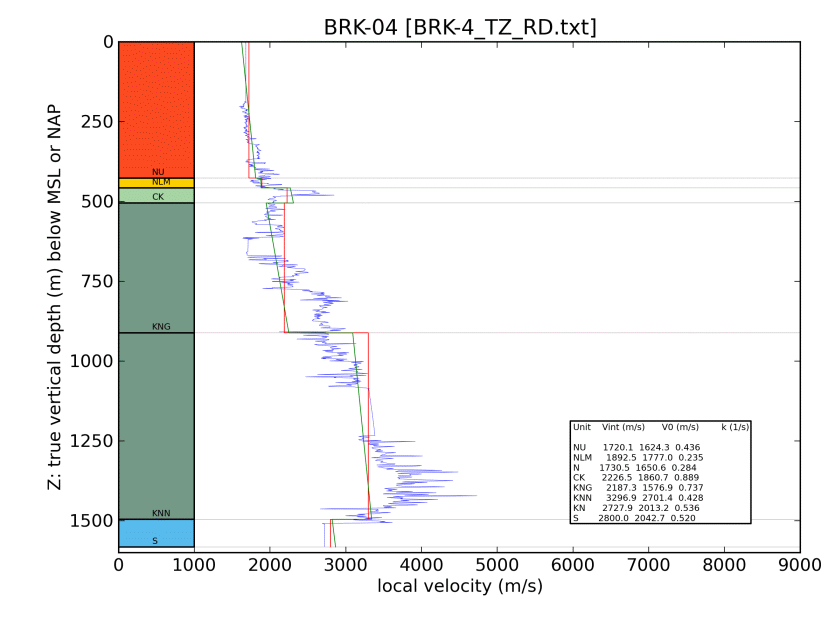 BRK-04 [BRK-4_TZ_RD.txt]
Z: true vertical depth (m) below MSL or NAP
0
250
500
750
1000
1250
1500
NU
NLM
CK
KNG
KNN
S
Unit Vint (m/s) V0 (m/s) k (1/s)
NU 1720.1 1624.3 0.436
NLM 1892.5 1777.0 0.235
N 1730.5 1650.6 0.284
CK 2226.5 1860.7 0.889
KNG 2187.3 1576.9 0.737
KNN 3296.9 2701.4 0.428
KN 2727.9 2013.2 0.536
S 2800.0 2042.7 0.520
0 1000 2000 3000 4000 5000 6000 7000 8000 9000
local velocity (m/s)